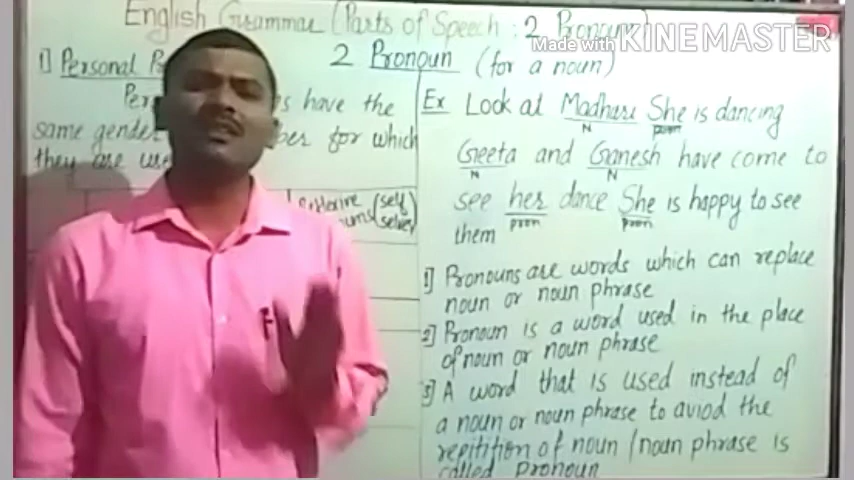 English Grammar (Parts of Speech : 2 Pronoun)
Made with KINEMASTER
2 Pronoun (for a noun)
1] Personal
have the
same gender for which
they are
(self
selves
Ex Look at Madhari She is dancing
N pron
Geeta and Ganesh have come to
N N
see her dance She is happy to see
pron pron
them
1] Pronouns are words which can replace
noun or noun phrase
2] Pronoun is a word used in the place
of noun or noun phrase
3] A word that is used instead of
a noun or noun phrase to aviod the
repitition of noun / noun phrase is
called pronoun